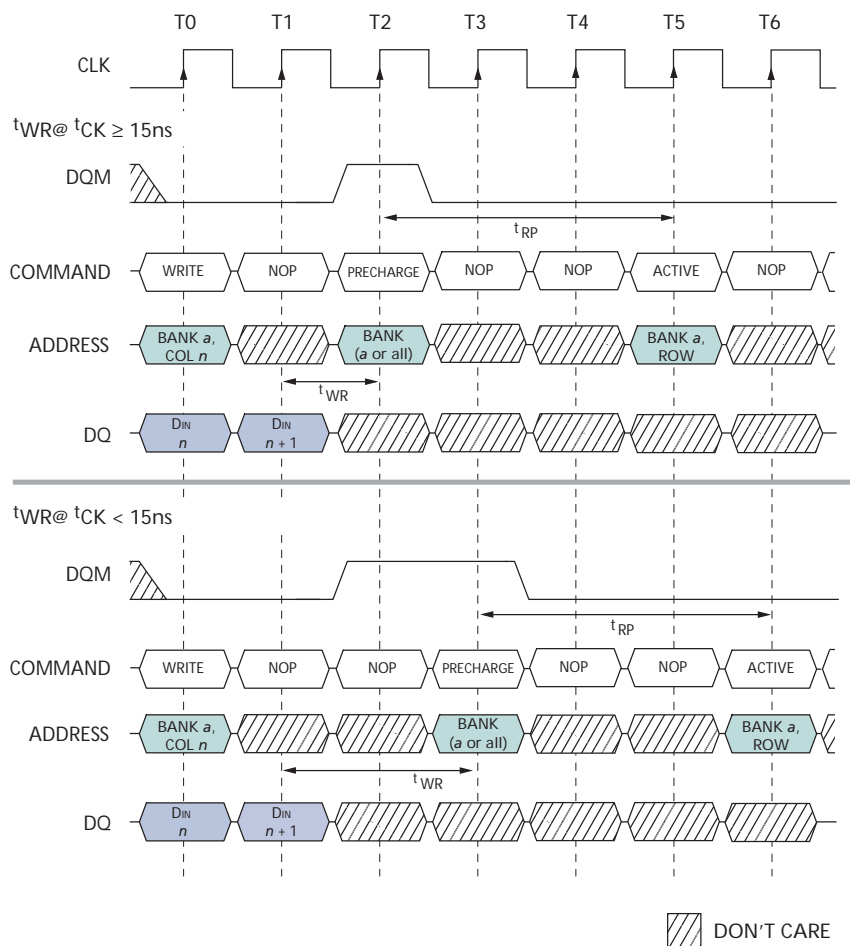 T0 T1 T2 T3 T4 T5 T6
CLK
tWR@ tCK ≥ 15ns
DQM
tRP
COMMAND WRITE NOP PRECHARGE NOP NOP ACTIVE NOP
ADDRESS BANK a, COL n BANK (a or all) BANK a, ROW
tWR
DQ DIN n DIN n + 1
tWR@ tCK < 15ns
DQM
tRP
COMMAND WRITE NOP NOP PRECHARGE NOP NOP ACTIVE
ADDRESS BANK a, COL n BANK (a or all) BANK a, ROW
tWR
DQ DIN n DIN n + 1
DON'T CARE